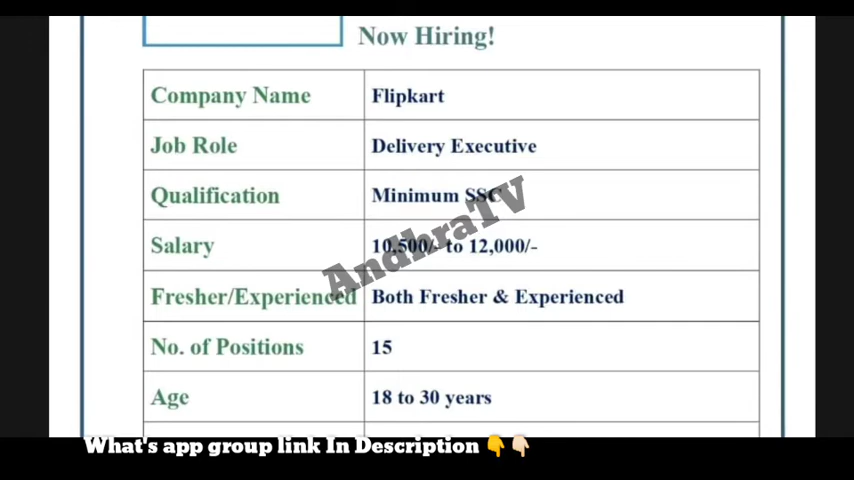 Now Hiring!
Company Name Flipkart
Job Role Delivery Executive
Qualification Minimum SSC
Salary 10,500/- to 12,000/-
Fresher/Experienced Both Fresher & Experienced
No. of Positions 15
Age 18 to 30 years
AndhraTV
What's app group link In Description 👇👇🏻